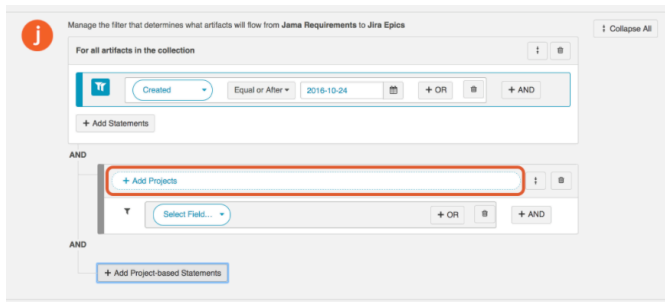 j
Manage the filter that determines what artifacts will flow from Jama Requirements to Jira Epics
Collapse All
For all artifacts in the collection
Created Equal or After 2016-10-24 + OR + AND
+ Add Statements
AND
+ Add Projects
Select Field... + OR + AND
AND
+ Add Project-based Statements